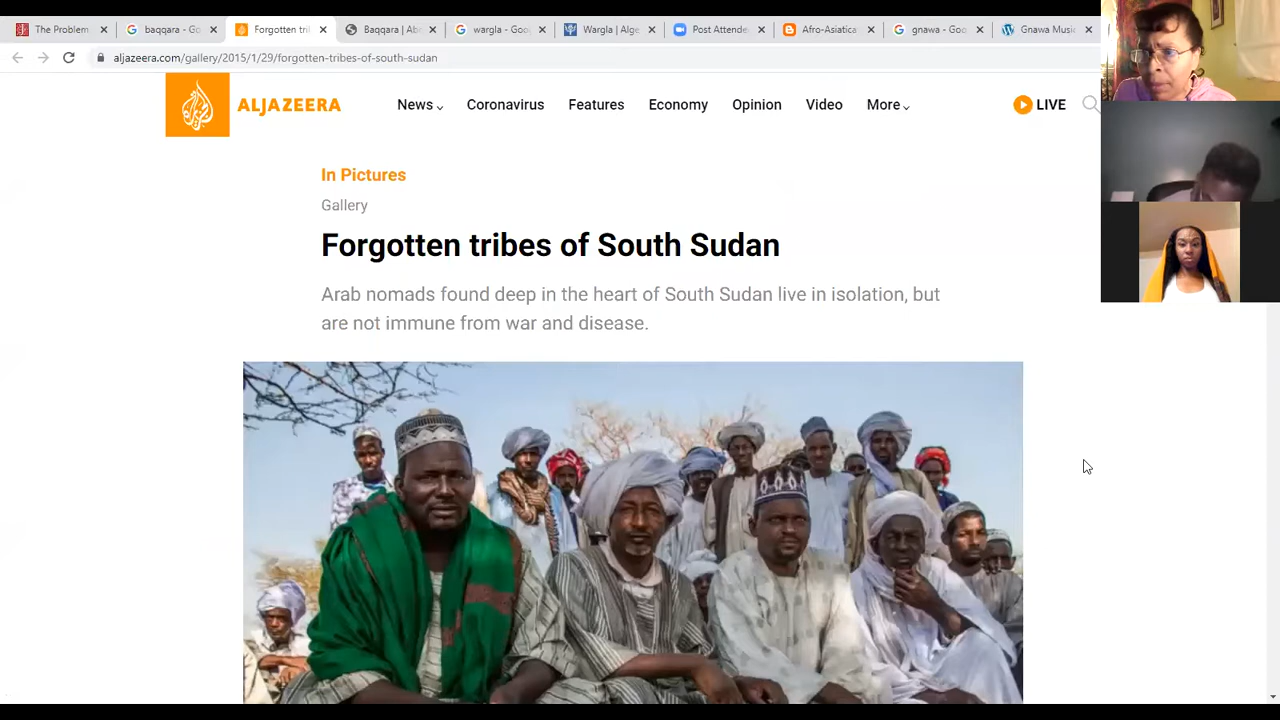 The Problem
baqqara - Go
Forgotten tri
Baqqara | Ab
wargla - Goo
Wargla | Alge
Post Attende
Afro-Asiatica
gnawa - Goo
Gnawa Music
aljazeera.com/gallery/2015/1/29/forgotten-tribes-of-south-sudan
ALJAZEERA
News
Coronavirus
Features
Economy
Opinion
Video
More
LIVE
In Pictures
Gallery
Forgotten tribes of South Sudan
Arab nomads found deep in the heart of South Sudan live in isolation, but
are not immune from war and disease.